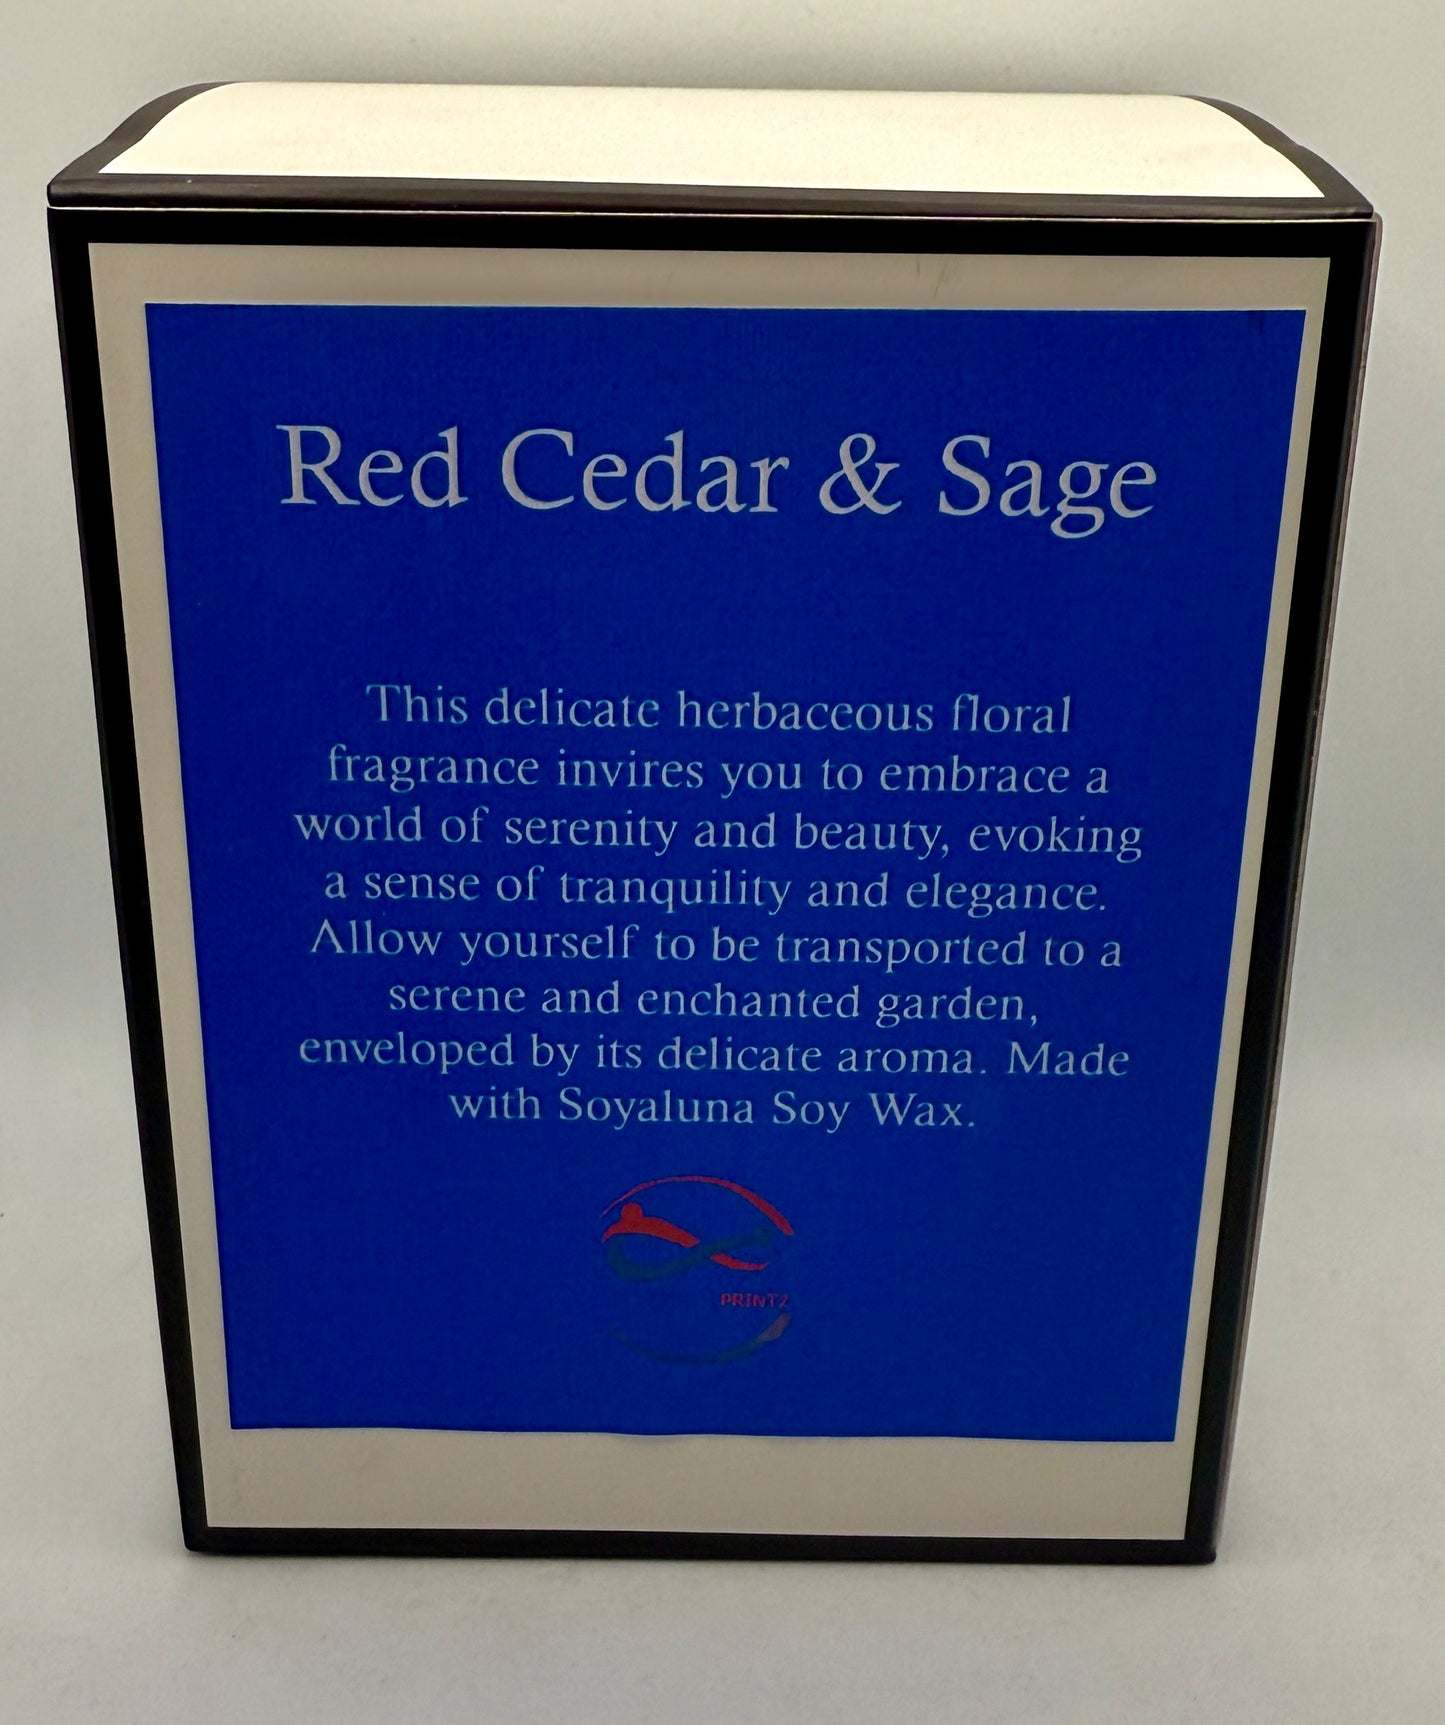 Red Cedar & Sage
This delicate herbaceous floral
fragrance invires you to embrace a
world of serenity and beauty, evoking
a sense of tranquility and elegance.
Allow yourself to be transported to a
serene and enchanted garden,
enveloped by its delicate aroma. Made
with Soyaluna Soy Wax.
PRINTZ